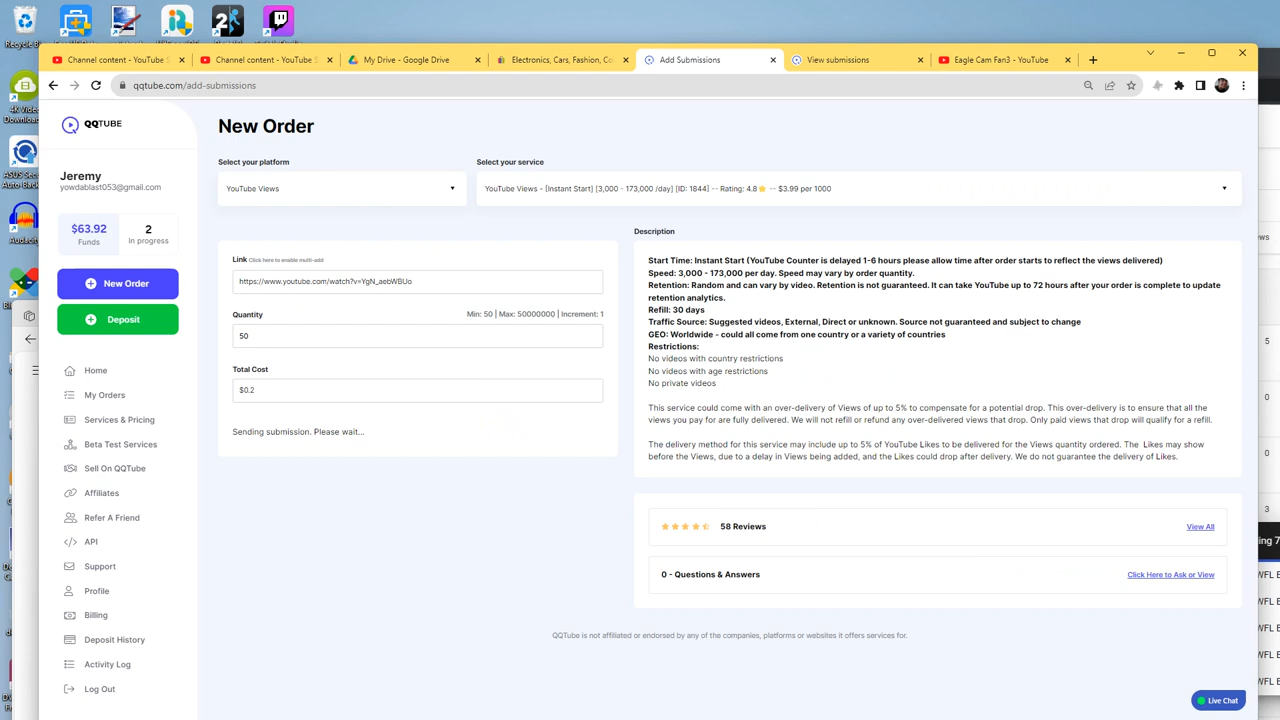 Recycle B
Channel content - YouTube S
Channel content - YouTube S
My Drive - Google Drive
Electronics, Cars, Fashion, Co
Add Submissions
View submissions
Eagle Cam Fan3 - YouTube
qqtube.com/add-submissions
4K Video
Download
QQTUBE
New Order
Jeremy
yowdablast053@gmail.com
Select your platform
Select your service
YouTube Views
YouTube Views - [Instant Start] [3,000 - 173,000 /day] [ID: 1844] -- Rating: 4.8⭐ -- $3.99 per 1000
$63.92
Funds
2
In progress
New Order
Deposit
Home
My Orders
Services & Pricing
Beta Test Services
Sell On QQTube
Affiliates
Refer A Friend
API
Support
Profile
Billing
Deposit History
Activity Log
Log Out
Link Click here to enable multi-add
https://www.youtube.com/watch?v=YgN_aebWBUo
Quantity
Min: 50 | Max: 50000000 | Increment: 1
50
Total Cost
$0.2
Sending submission. Please wait...
Description
Start Time: Instant Start (YouTube Counter is delayed 1-6 hours please allow time after order starts to reflect the views delivered)
Speed: 3,000 - 173,000 per day. Speed may vary by order quantity.
Retention: Random and can vary by video. Retention is not guaranteed. It can take YouTube up to 72 hours after your order is complete to update
retention analytics.
Refill: 30 days
Traffic Source: Suggested videos, External, Direct or unknown. Source not guaranteed and subject to change
GEO: Worldwide - could all come from one country or a variety of countries
Restrictions:
No videos with country restrictions
No videos with age restrictions
No private videos
This service could come with an over-delivery of Views of up to 5% to compensate for a potential drop. This over-delivery is to ensure that all the
views you pay for are fully delivered. We will not refill or refund any over-delivered views that drop. Only paid views that drop will qualify for a refill.
The delivery method for this service may include up to 5% of YouTube Likes to be delivered for the Views quantity ordered. The Likes may show
before the Views, due to a delay in Views being added, and the Likes could drop after delivery. We do not guarantee the delivery of Likes.
58 Reviews
View All
0 - Questions & Answers
Click Here to Ask or View
QQTube is not affiliated or endorsed by any of the companies, platforms or websites it offers services for.
Live Chat